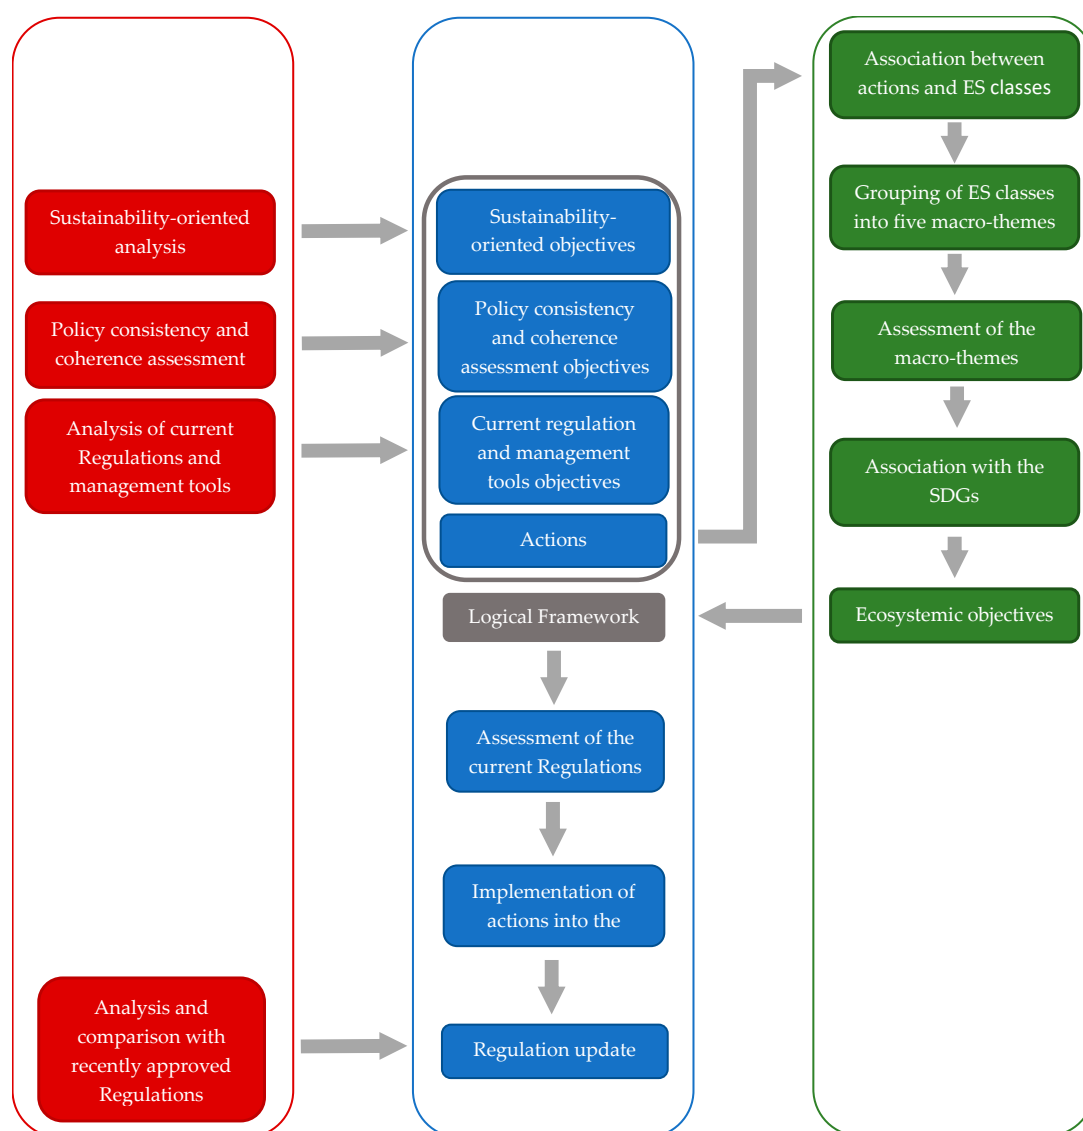 Sustainability-oriented
analysis
Policy consistency and
coherence assessment
Analysis of current
Regulations and
management tools
Analysis and
comparison with
recently approved
Regulations
Sustainability-
oriented objectives
Policy consistency
and coherence
assessment objectives
Current regulation
and management
tools objectives
Actions
Logical Framework
Assessment of the
current Regulations
Implementation of
actions into the
Regulation update
Association between
actions and ES classes
Grouping of ES classes
into five macro-themes
Assessment of the
macro-themes
Association with the
SDGs
Ecosystemic objectives